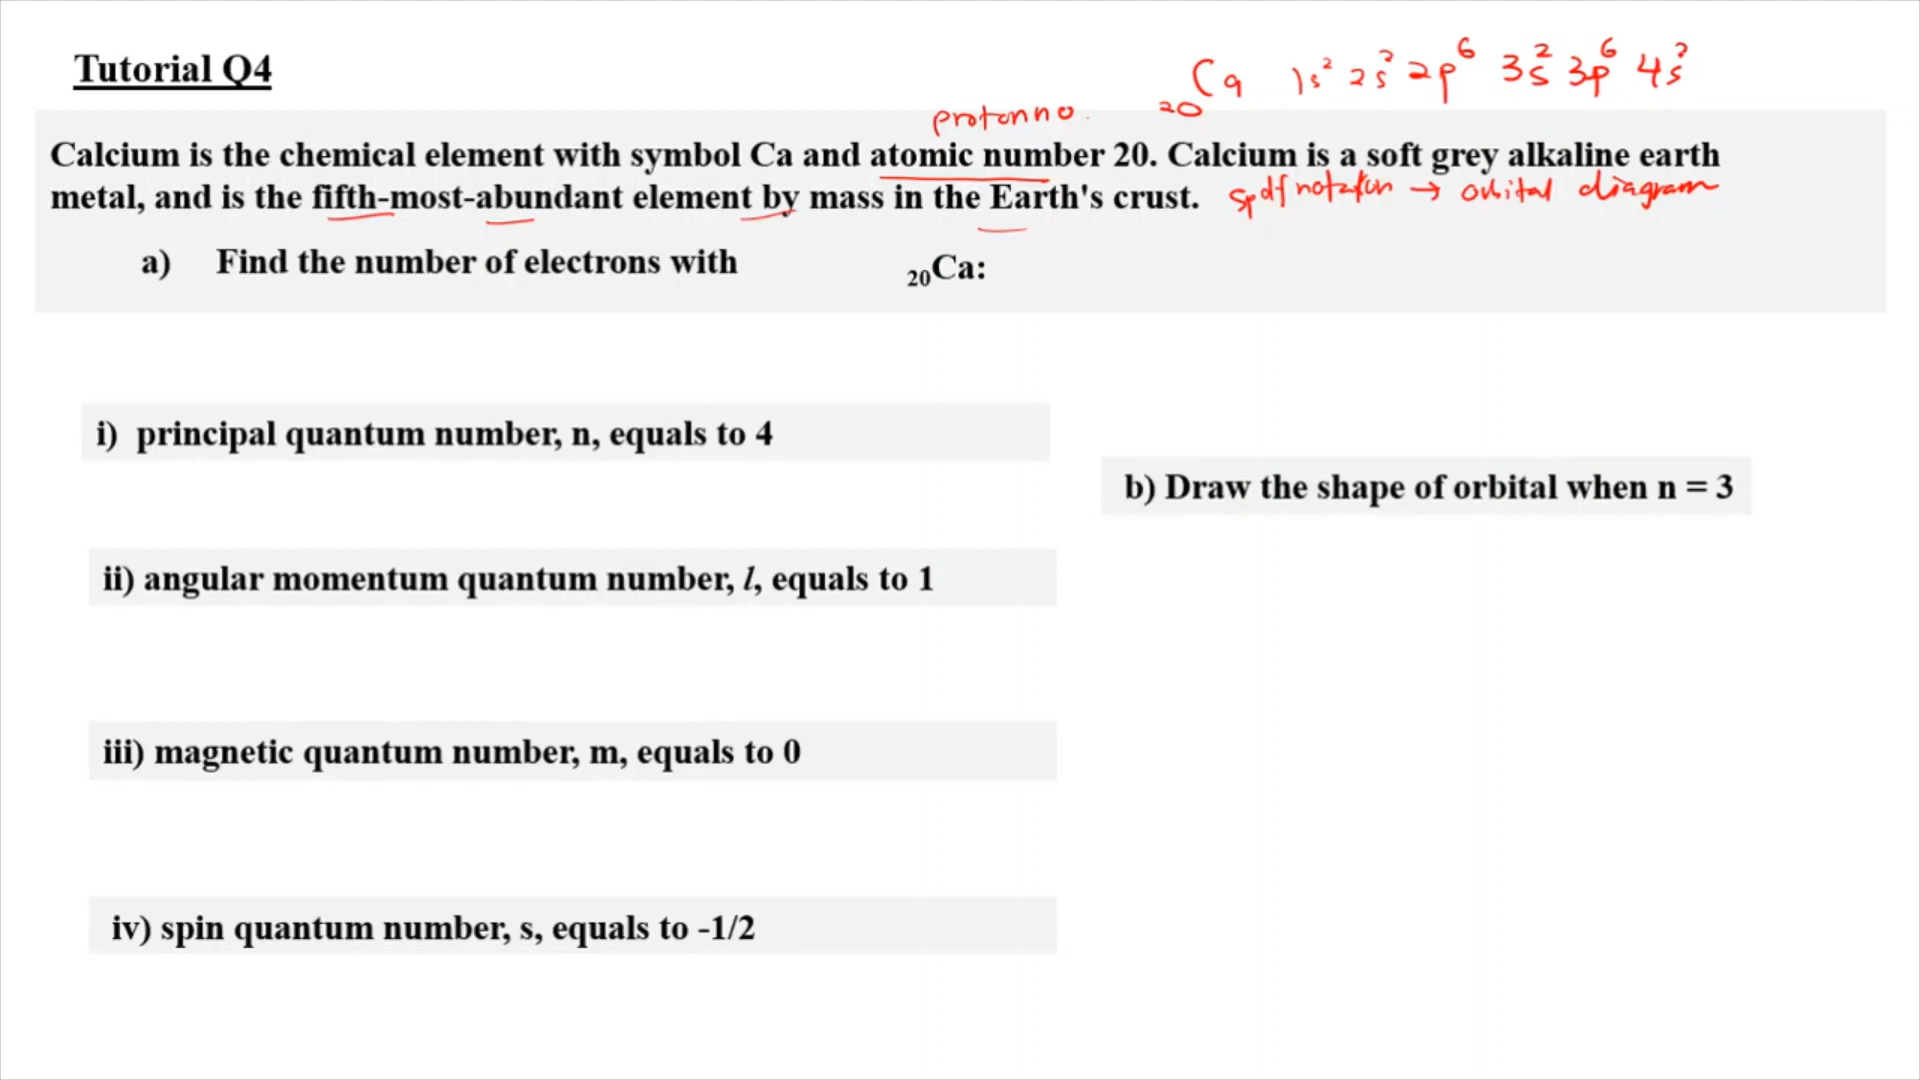 Tutorial Q4
₂₀Ca 1s² 2s² 2p⁶ 3s² 3p⁶ 4s²
proton no.
Calcium is the chemical element with symbol Ca and atomic number 20. Calcium is a soft grey alkaline earth
metal, and is the fifth-most-abundant element by mass in the Earth's crust. spdf notation → orbital diagram
a) Find the number of electrons with ₂₀Ca:
i) principal quantum number, n, equals to 4
b) Draw the shape of orbital when n = 3
ii) angular momentum quantum number, l, equals to 1
iii) magnetic quantum number, m, equals to 0
iv) spin quantum number, s, equals to -1/2